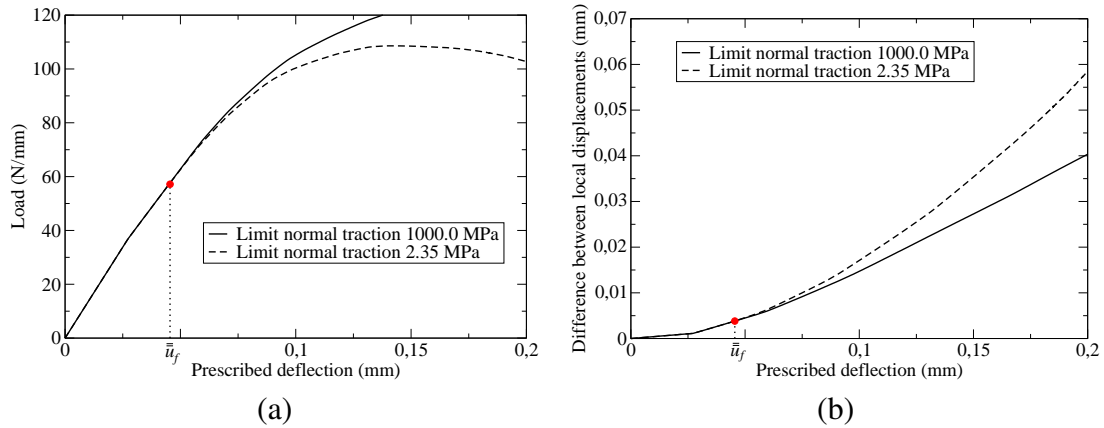 120
100
80
60
40
20
0
Load (N/mm)
Limit normal traction 1000.0 MPa
Limit normal traction 2.35 MPa
0
u̿_f
0,1
0,15
0,2
Prescribed deflection (mm)
(a)
0,07
0,06
0,05
0,04
0,03
0,02
0,01
0
Difference between local displacements (mm)
Limit normal traction 1000.0 MPa
Limit normal traction 2.35 MPa
0
u̿_f
0,1
0,15
0,2
Prescribed deflection (mm)
(b)